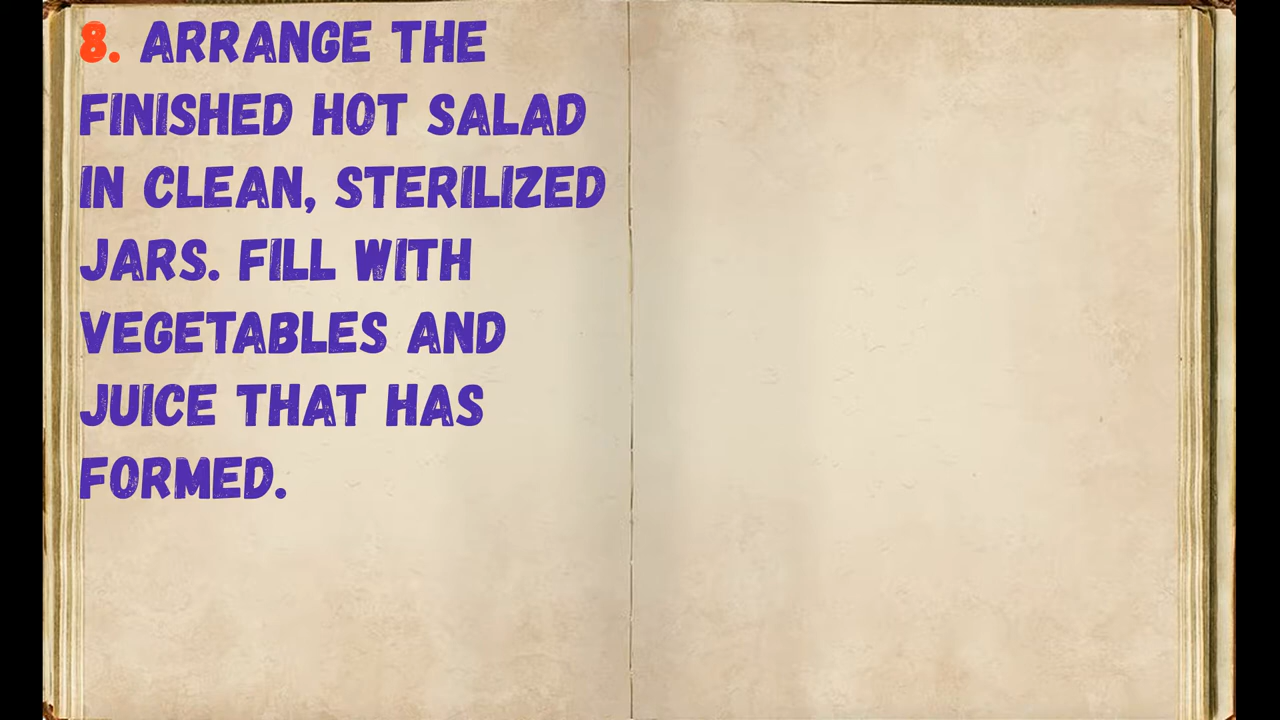 8. ARRANGE THE
FINISHED HOT SALAD
IN CLEAN, STERILIZED
JARS. FILL WITH
VEGETABLES AND
JUICE THAT HAS
FORMED.